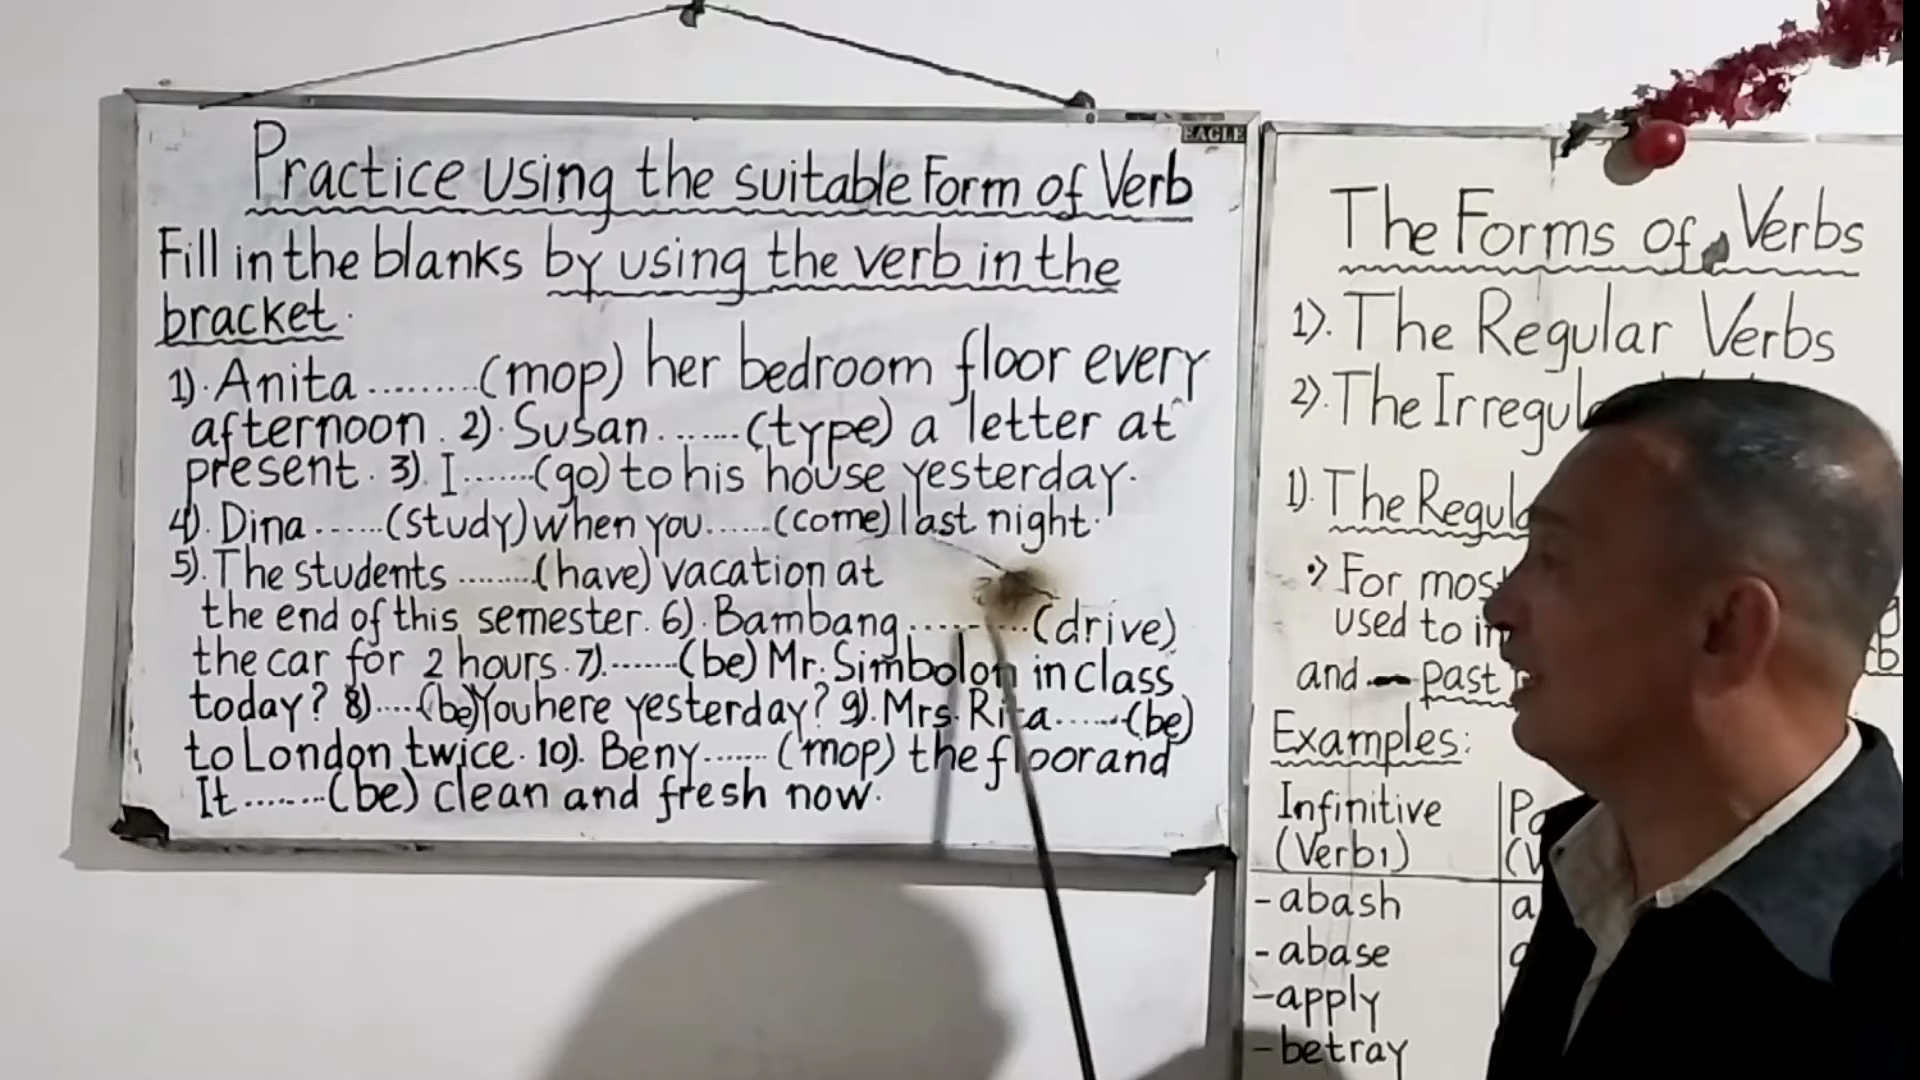 EAGLE
Practice using the suitable Form of Verb
Fill in the blanks by using the verb in the
bracket.
1). Anita .........(mop) her bedroom floor every
afternoon. 2). Susan.......(type) a letter at
present. 3). I.......(go) to his house yesterday.
4). Dina......(study) when you......(come) last night.
5). The students ........(have) vacation at
the end of this semester. 6). Bambang..........(drive)
the car for 2 hours. 7).......(be) Mr. Simbolon in class
today? 8)....(be) You here yesterday? 9). Mrs. Rita......(be)
to London twice. 10). Beny...... (mop) the floor and
It .......(be) clean and fresh now.
The Forms of Verbs
1). The Regular Verbs
2). The
1). The
For
used to
and past
Examples:
Infinitive
(Verb1)
- abash
- abase
- apply
- betray